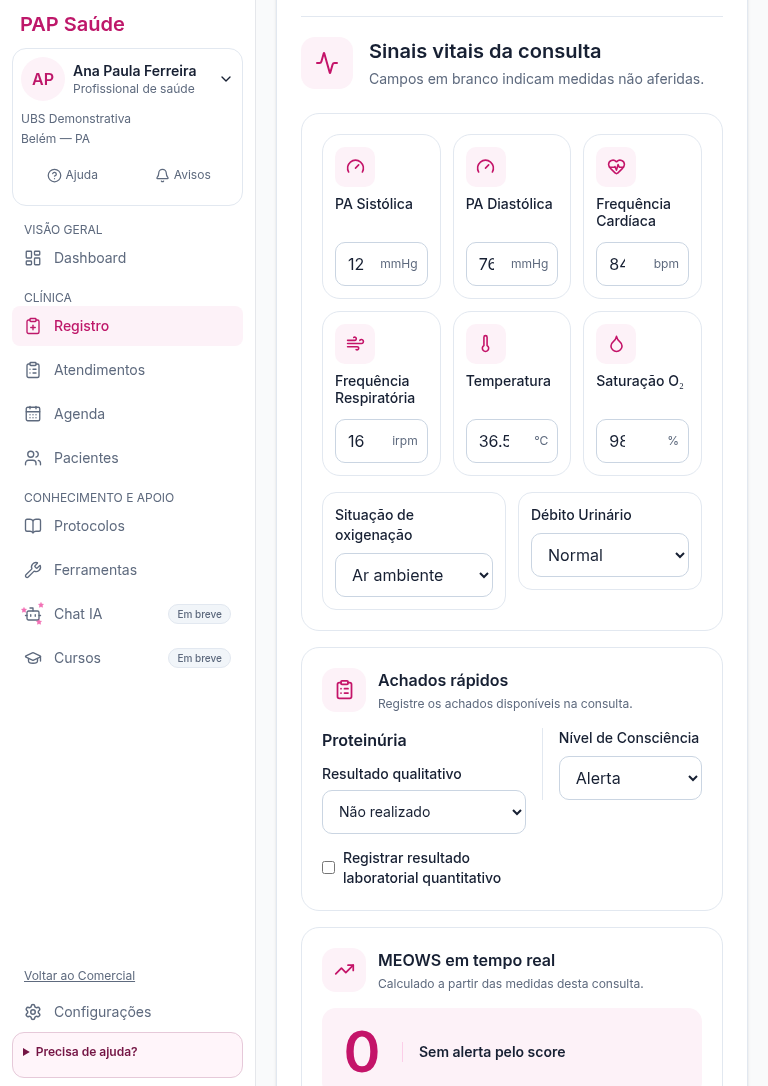 PAP Saúde
AP
Ana Paula Ferreira
Profissional de saúde
UBS Demonstrativa
Belém — PA
Ajuda
Avisos
VISÃO GERAL
Dashboard
CLÍNICA
Registro
Atendimentos
Agenda
Pacientes
CONHECIMENTO E APOIO
Protocolos
Ferramentas
Chat IA
Em breve
Cursos
Em breve
Voltar ao Comercial
Configurações
Precisa de ajuda?
Sinais vitais da consulta
Campos em branco indicam medidas não aferidas.
PA Sistólica
12 mmHg
PA Diastólica
76 mmHg
Frequência
Cardíaca
84 bpm
Frequência
Respiratória
16 irpm
Temperatura
36.5 °C
Saturação O₂
98 %
Situação de
oxigenação
Ar ambiente
Débito Urinário
Normal
Achados rápidos
Registre os achados disponíveis na consulta.
Proteinúria
Resultado qualitativo
Não realizado
Registrar resultado
laboratorial quantitativo
Nível de Consciência
Alerta
MEOWS em tempo real
Calculado a partir das medidas desta consulta.
0
Sem alerta pelo score